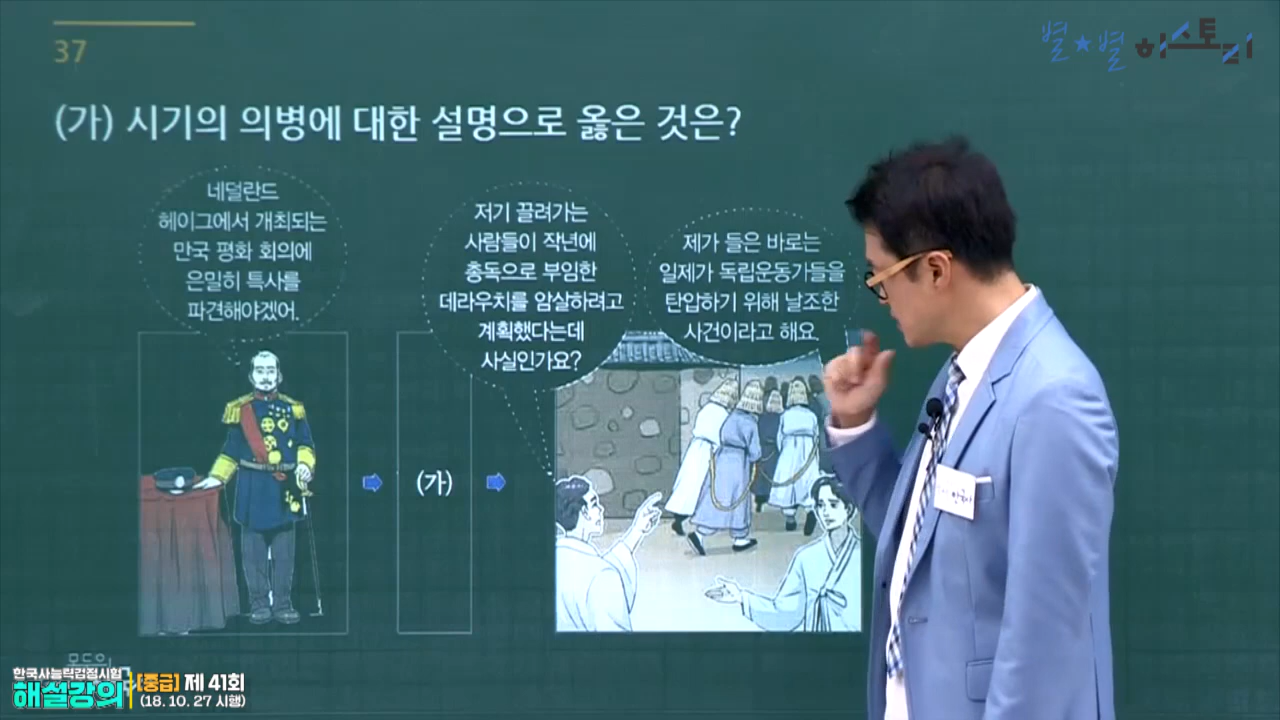 37
별★별 히스토리
(가) 시기의 의병에 대한 설명으로 옳은 것은?
네덜란드
헤이그에서 개최되는
만국 평화 회의에
은밀히 특사를
파견해야겠어.
저기 끌려가는
사람들이 작년에
총독으로 부임한
데라우치를 암살하려고
계획했다는데
사실인가요?
제가 들은 바로는
일제가 독립운동가들을
탄압하기 위해 날조한
사건이라고 해요.
(가)
한국사능력검정시험
해설강의
[중급] 제 41회
(18. 10. 27 시행)